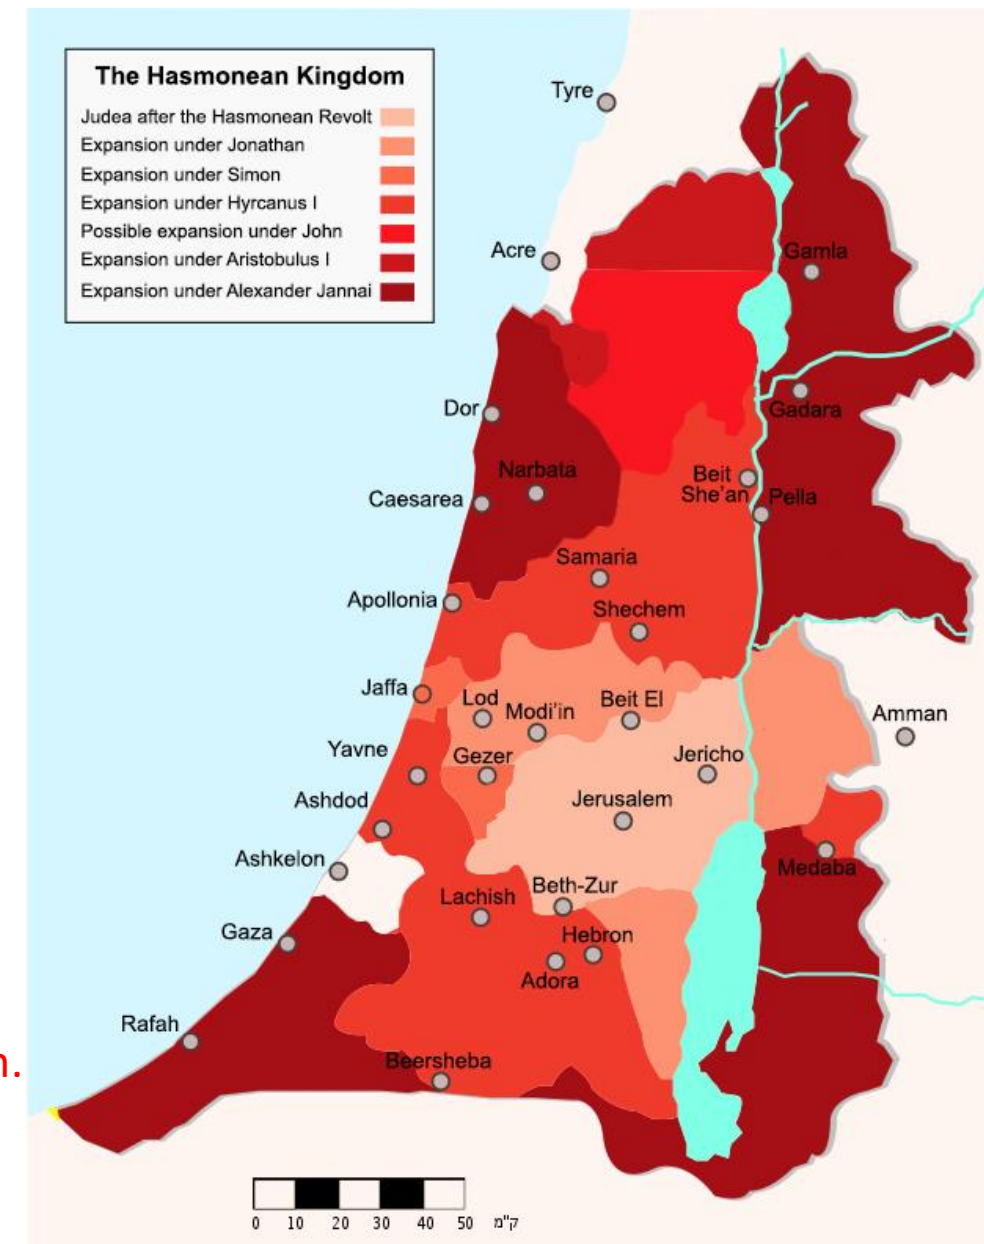 The Hasmonean Kingdom
Judea after the Hasmonean Revolt
Expansion under Jonathan
Expansion under Simon
Expansion under Hyrcanus I
Possible expansion under John
Expansion under Aristobulus I
Expansion under Alexander Jannai
Tyre
Acre
Gamla
Dor
Gadara
Narbata
Beit
She'an
Caesarea
Pella
Samaria
Apollonia
Shechem
Jaffa
Lod
Modi'in
Beit El
Amman
Yavne
Gezer
Jericho
Ashdod
Jerusalem
Ashkelon
Medaba
Lachish
Beth-Zur
Gaza
Hebron
Adora
Rafah
n.
Beersheba
0 10 20 30 40 50 ק"מ